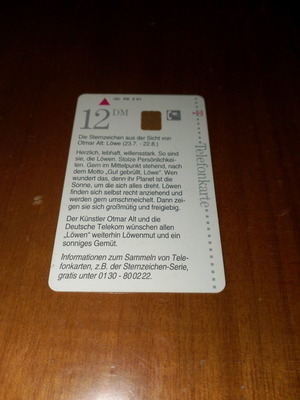 12 DM
Telefonkarte
Die Sternzeichen aus der Sicht von
Otmar Alt: Löwe (23.7. - 22.8.)
Herzlich, lebhaft, willensstark. So sind
sie, die Löwen. Stolze Persönlichkei-
ten. Gern im Mittelpunkt stehend, nach
dem Motto „Gut gebrüllt, Löwe". Wen
wundert das, denn ihr Planet ist die
Sonne, um die sich alles dreht. Löwen
finden sich selbst recht anziehend und
werden gern umschmeichelt. Dann zei-
gen sie sich großmütig und freigiebig.
Der Künstler Otmar Alt und die
Deutsche Telekom wünschen allen
„Löwen" weiterhin Löwenmut und ein
sonniges Gemüt.
Informationen zum Sammeln von Tele-
fonkarten, z.B. der Sternzeichen-Serie,
gratis unter 0130 - 800222.